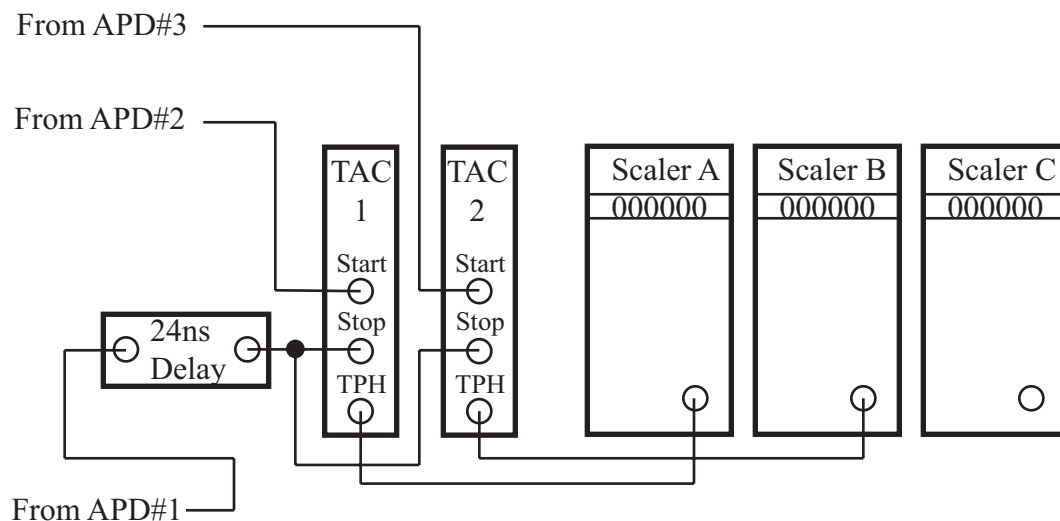 From APD#3
From APD#2
TAC
1
Start
Stop
TPH
TAC
2
Start
Stop
TPH
Scaler A
000000
Scaler B
000000
Scaler C
000000
24ns
Delay
From APD#1